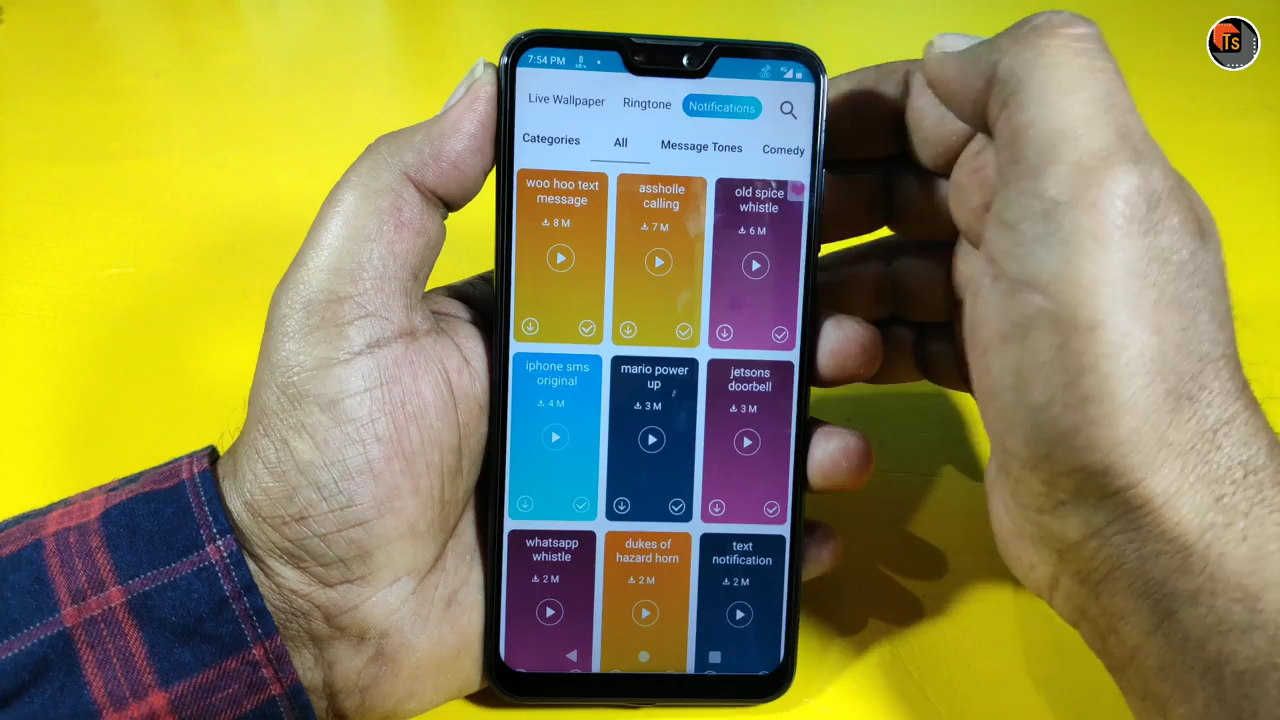 Ts
7:54 PM
Live Wallpaper Ringtone Notifications
Categories All Message Tones Comedy
woo hoo text
message
8 M
assholle
calling
7 M
old spice
whistle
6 M
iphone sms
original
4 M
mario power
up
3 M
jetsons
doorbell
3 M
whatsapp
whistle
2 M
dukes of
hazard horn
2 M
text
notification
2 M